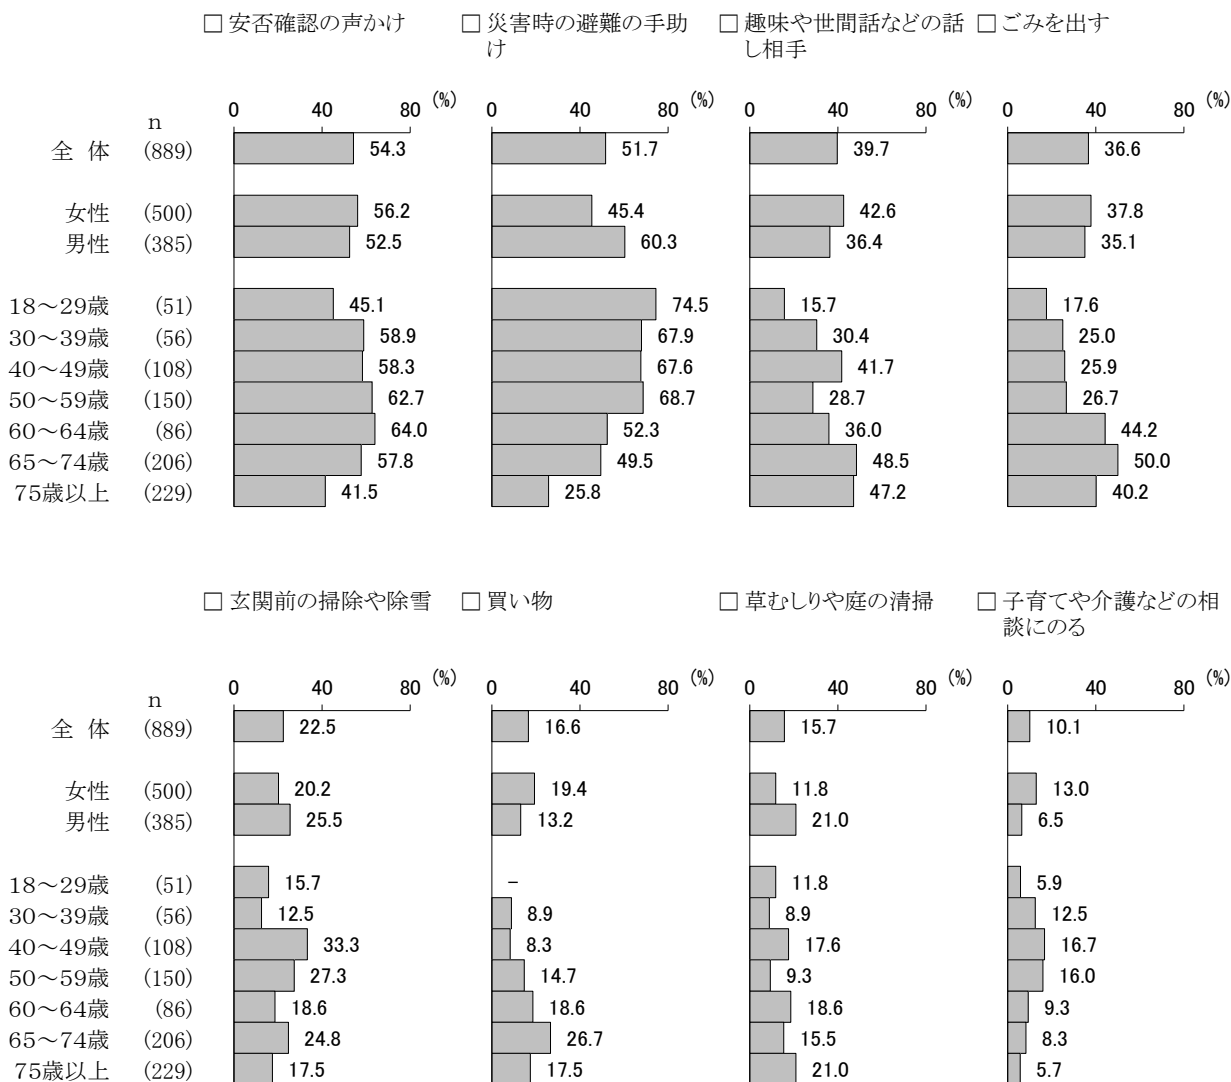 □ 安否確認の声かけ □ 災害時の避難の手助 □ 趣味や世間話などの話 □ ごみを出す
け し相手
0 40 80 (%) 0 40 80 (%) 0 40 80 (%) 0 40 80 (%)
n
全 体 (889) 54.3 51.7 39.7 36.6
女性 (500) 56.2 45.4 42.6 37.8
男性 (385) 52.5 60.3 36.4 35.1
18～29歳 (51) 45.1 74.5 15.7 17.6
30～39歳 (56) 58.9 67.9 30.4 25.0
40～49歳 (108) 58.3 67.6 41.7 25.9
50～59歳 (150) 62.7 68.7 28.7 26.7
60～64歳 (86) 64.0 52.3 36.0 44.2
65～74歳 (206) 57.8 49.5 48.5 50.0
75歳以上 (229) 41.5 25.8 47.2 40.2
□ 玄関前の掃除や除雪 □ 買い物 □ 草むしりや庭の清掃 □ 子育てや介護などの相
談にのる
0 40 80 (%) 0 40 80 (%) 0 40 80 (%) 0 40 80 (%)
n
全 体 (889) 22.5 16.6 15.7 10.1
女性 (500) 20.2 19.4 11.8 13.0
男性 (385) 25.5 13.2 21.0 6.5
18～29歳 (51) 15.7 － 11.8 5.9
30～39歳 (56) 12.5 8.9 8.9 12.5
40～49歳 (108) 33.3 8.3 17.6 16.7
50～59歳 (150) 27.3 14.7 9.3 16.0
60～64歳 (86) 18.6 18.6 18.6 9.3
65～74歳 (206) 24.8 26.7 15.5 8.3
75歳以上 (229) 17.5 17.5 21.0 5.7